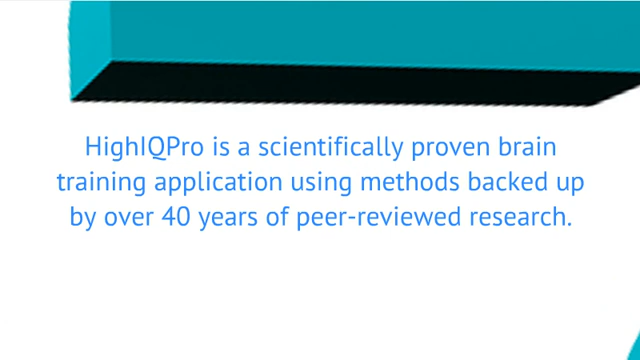 HighIQPro is a scientifically proven brain
training application using methods backed up
by over 40 years of peer-reviewed research.